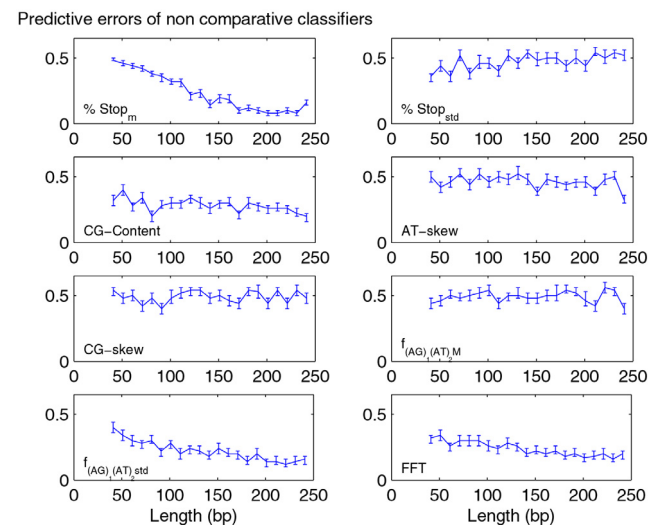 Predictive errors of non comparative classifiers
0.5 0.5
% Stopm % Stopstd
0 0
0 50 100 150 200 250 0 50 100 150 200 250
0.5 0.5
CG-Content AT-skew
0 0
0 50 100 150 200 250 0 50 100 150 200 250
0.5 0.5
CG-skew f(AG)1(AT)2M
0 0
0 50 100 150 200 250 0 50 100 150 200 250
0.5 0.5
f(AG)1(AT)2std FFT
0 0
0 50 100 150 200 250 0 50 100 150 200 250
Length (bp) Length (bp)